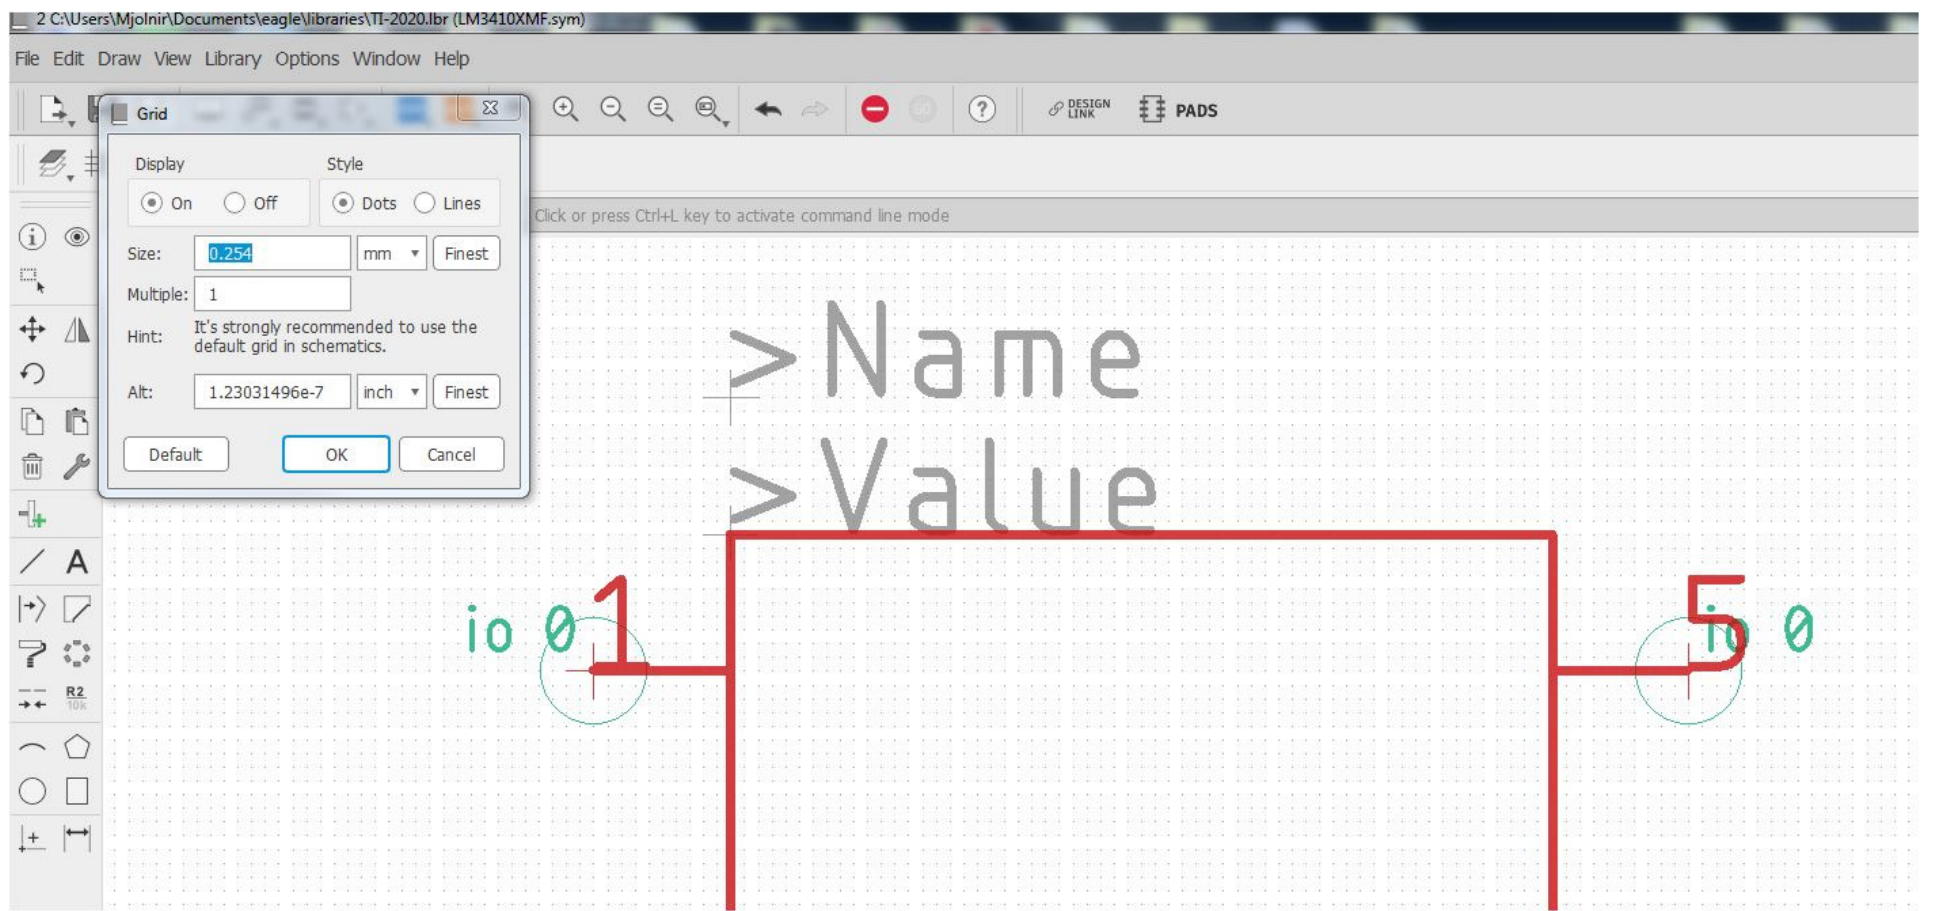 2 C:\Users\Mjolnir\Documents\eagle\libraries\TI-2020.lbr (LM3410XMF.sym)
File Edit Draw View Library Options Window Help
Grid
DESIGN LINK
PADS
Display
Style
On Off Dots Lines
Click or press Ctrl+L key to activate command line mode
Size: 0.254 mm Finest
Multiple: 1
Hint: It's strongly recommended to use the
default grid in schematics.
Alt: 1.23031496e-7 inch Finest
Default OK Cancel
>Name
>Value
A
io 0 1
5 io 0
R2
10k